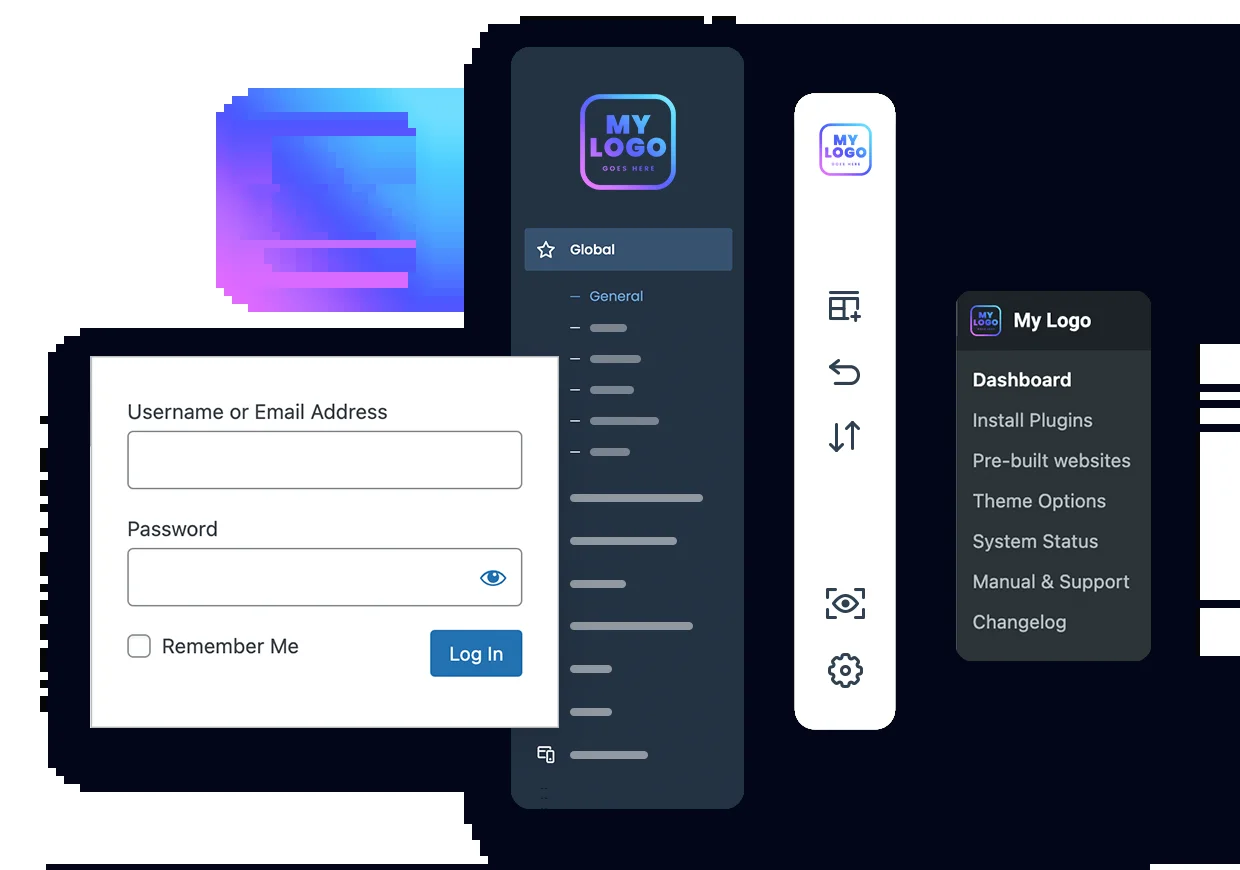 MY
LOGO
GOES HERE
Global
General
Username or Email Address
Password
Remember Me
Log In
MY
LOGO
GOES HERE
MY
LOGO
My Logo
Dashboard
Install Plugins
Pre-built websites
Theme Options
System Status
Manual & Support
Changelog